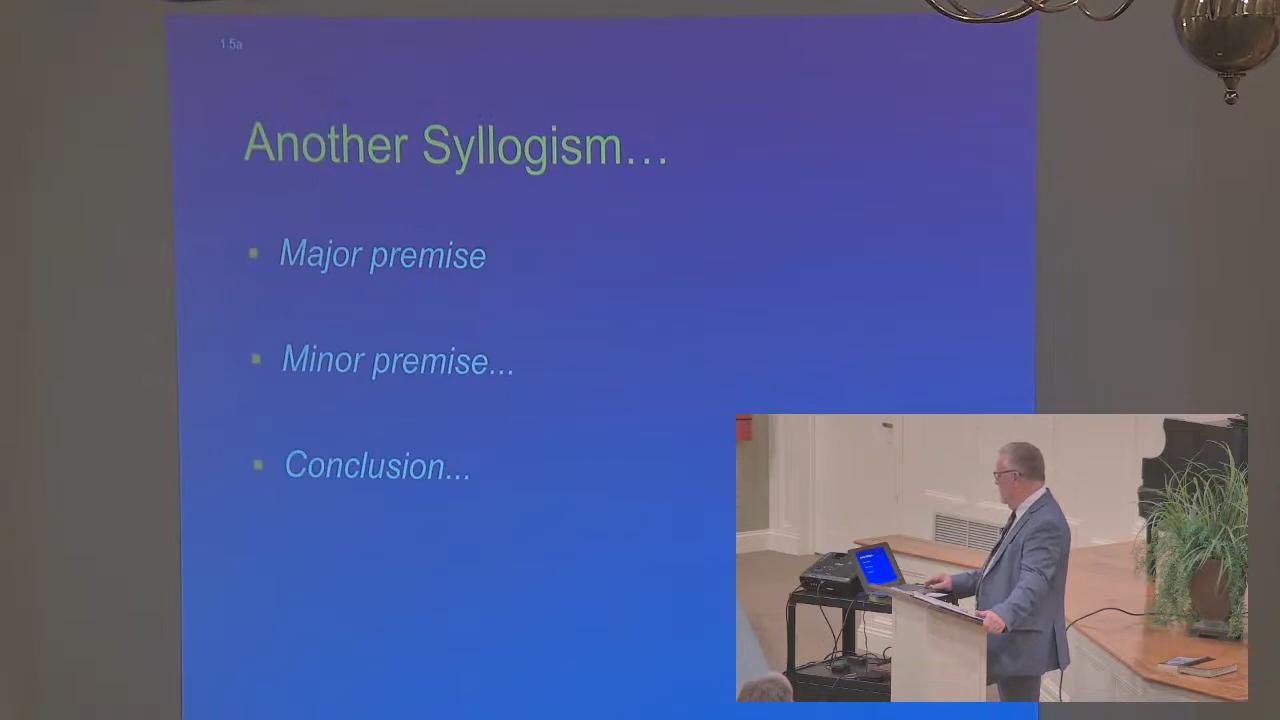 1.5a
Another Syllogism…
Major premise
Minor premise...
Conclusion...